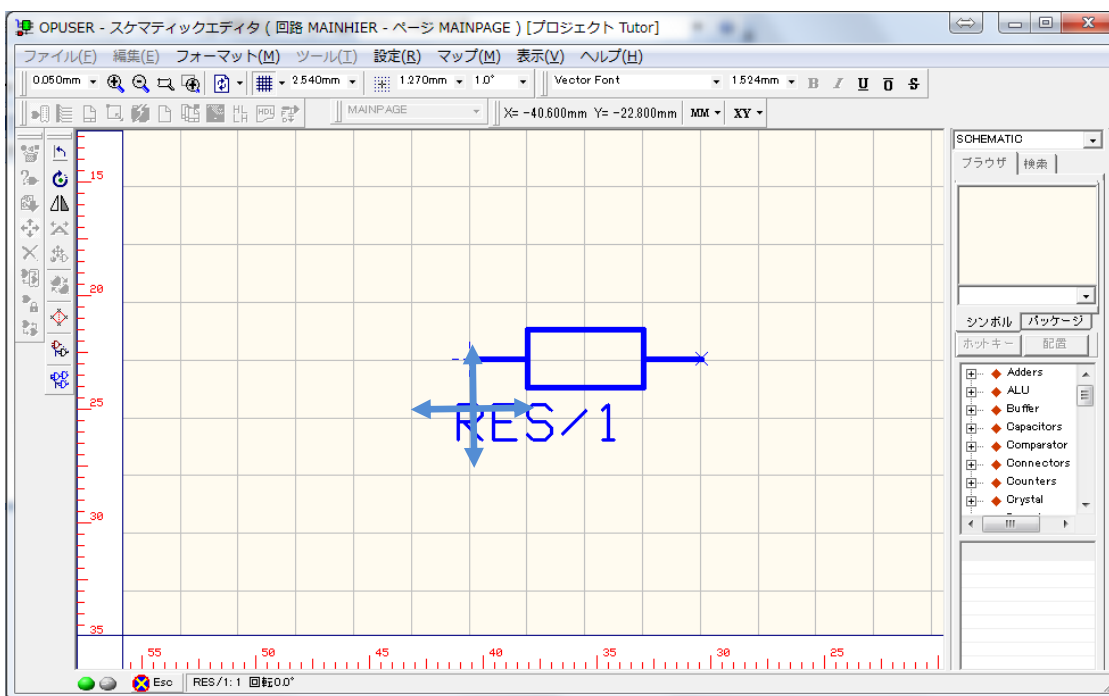 OPUSER - スケマティックエディタ ( 回路 MAINHIER - ページ MAINPAGE ) [プロジェクト Tutor]
ファイル(F) 編集(E) フォーマット(M) ツール(T) 設定(R) マップ(M) 表示(V) ヘルプ(H)
0.050mm 2.540mm 1.270mm 1.0° Vector Font 1.524mm B I U O S
MAINPAGE X= -40.600mm Y= -22.800mm MM XY
SCHEMATIC
ブラウザ 検索
15
20
25
30
35
RES/1
シンボル パッケージ
ホットキー 配置
Adders
ALU
Buffer
Capacitors
Comparator
Connectors
Counters
Crystal
55 50 45 40 35 30 25
Esc RES/1: 1 回転0.0°